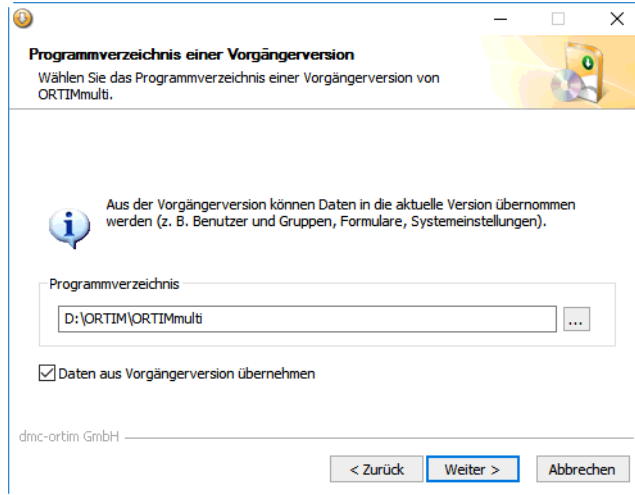 Programmverzeichnis einer Vorgängerversion
Wählen Sie das Programmverzeichnis einer Vorgängerversion von
ORTIMmulti.
Aus der Vorgängerversion können Daten in die aktuelle Version übernommen
werden (z. B. Benutzer und Gruppen, Formulare, Systemeinstellungen).
Programmverzeichnis
D:\ORTIM\ORTIMmulti
...
Daten aus Vorgängerversion übernehmen
dmc-ortim GmbH
< Zurück Weiter > Abbrechen